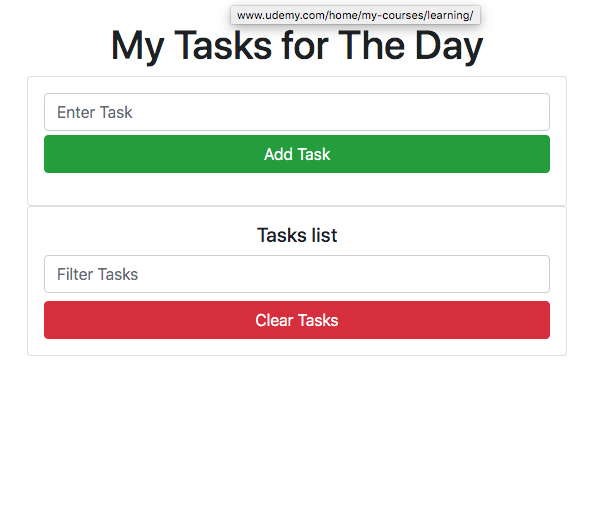 www.udemy.com/home/my-courses/learning/
My Tasks for The Day
Enter Task
Add Task
Tasks list
Filter Tasks
Clear Tasks